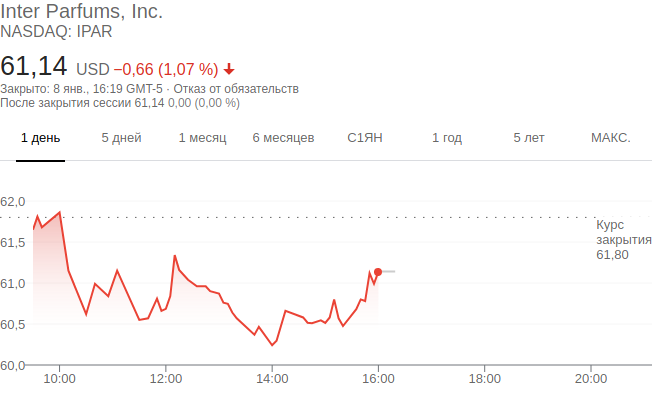 Inter Parfums, Inc.
NASDAQ: IPAR
61,14 USD −0,66 (1,07 %)
Закрыто: 8 янв., 16:19 GMT-5 · Отказ от обязательств
После закрытия сессии 61,14 0,00 (0,00 %)
1 день 5 дней 1 месяц 6 месяцев С1ЯН 1 год 5 лет МАКС.
62,0
Курс
закрытия
61,80
61,5
61,0
60,5
60,0
10:00 12:00 14:00 16:00 18:00 20:00